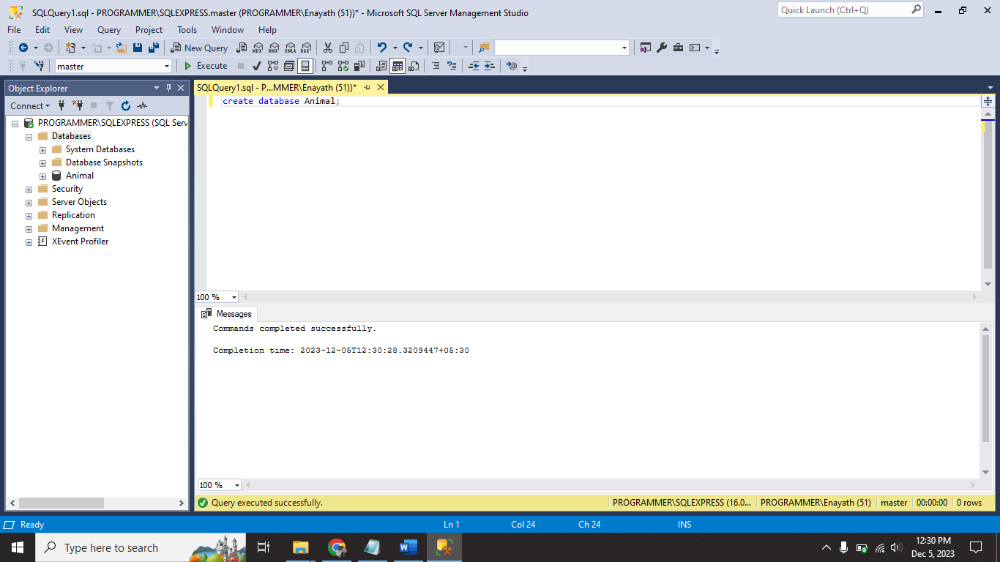 SQLQuery1.sql - PROGRAMMER\SQLEXPRESS.master (PROGRAMMER\Enayath (51))* - Microsoft SQL Server Management Studio
Quick Launch (Ctrl+Q)
File Edit View Query Project Tools Window Help
New Query
MDX DMX XMLA DAX
master
Execute
Object Explorer
Connect
PROGRAMMER\SQLEXPRESS (SQL Serv
Databases
System Databases
Database Snapshots
Animal
Security
Server Objects
Replication
Management
XEvent Profiler
SQLQuery1.sql - P...MMER\Enayath (51))*
create database Animal;
100 %
Messages
Commands completed successfully.
Completion time: 2023-12-05T12:30:28.3209447+05:30
100 %
Query executed successfully.
PROGRAMMER\SQLEXPRESS (16.0... PROGRAMMER\Enayath (51) master 00:00:00 0 rows
Ready Ln 1 Col 24 Ch 24 INS
Type here to search
12:30 PM
Dec 5, 2023